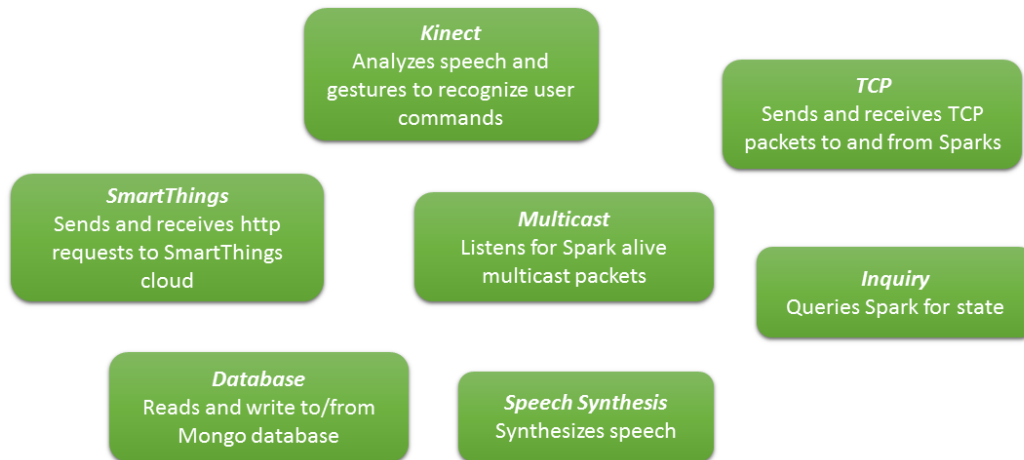 Kinect
Analyzes speech and
gestures to recognize user
commands
TCP
Sends and receives TCP
packets to and from Sparks
SmartThings
Sends and receives http
requests to SmartThings
cloud
Multicast
Listens for Spark alive
multicast packets
Inquiry
Queries Spark for state
Database
Reads and write to/from
Mongo database
Speech Synthesis
Synthesizes speech